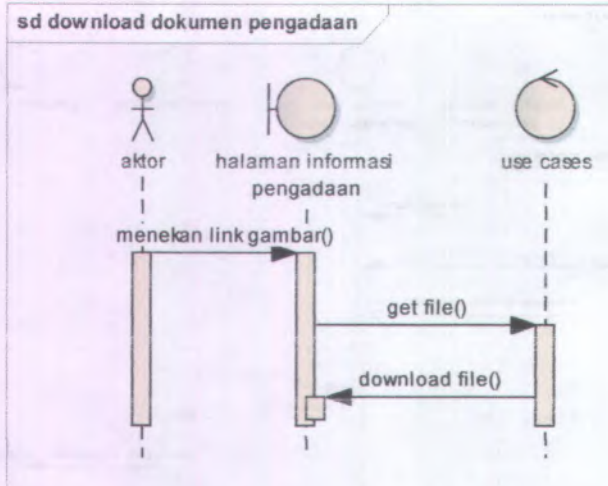 sd download dokumen pengadaan
aktor
halaman informasi
pengadaan
use cases
menekan link gambar()
get file()
download file()